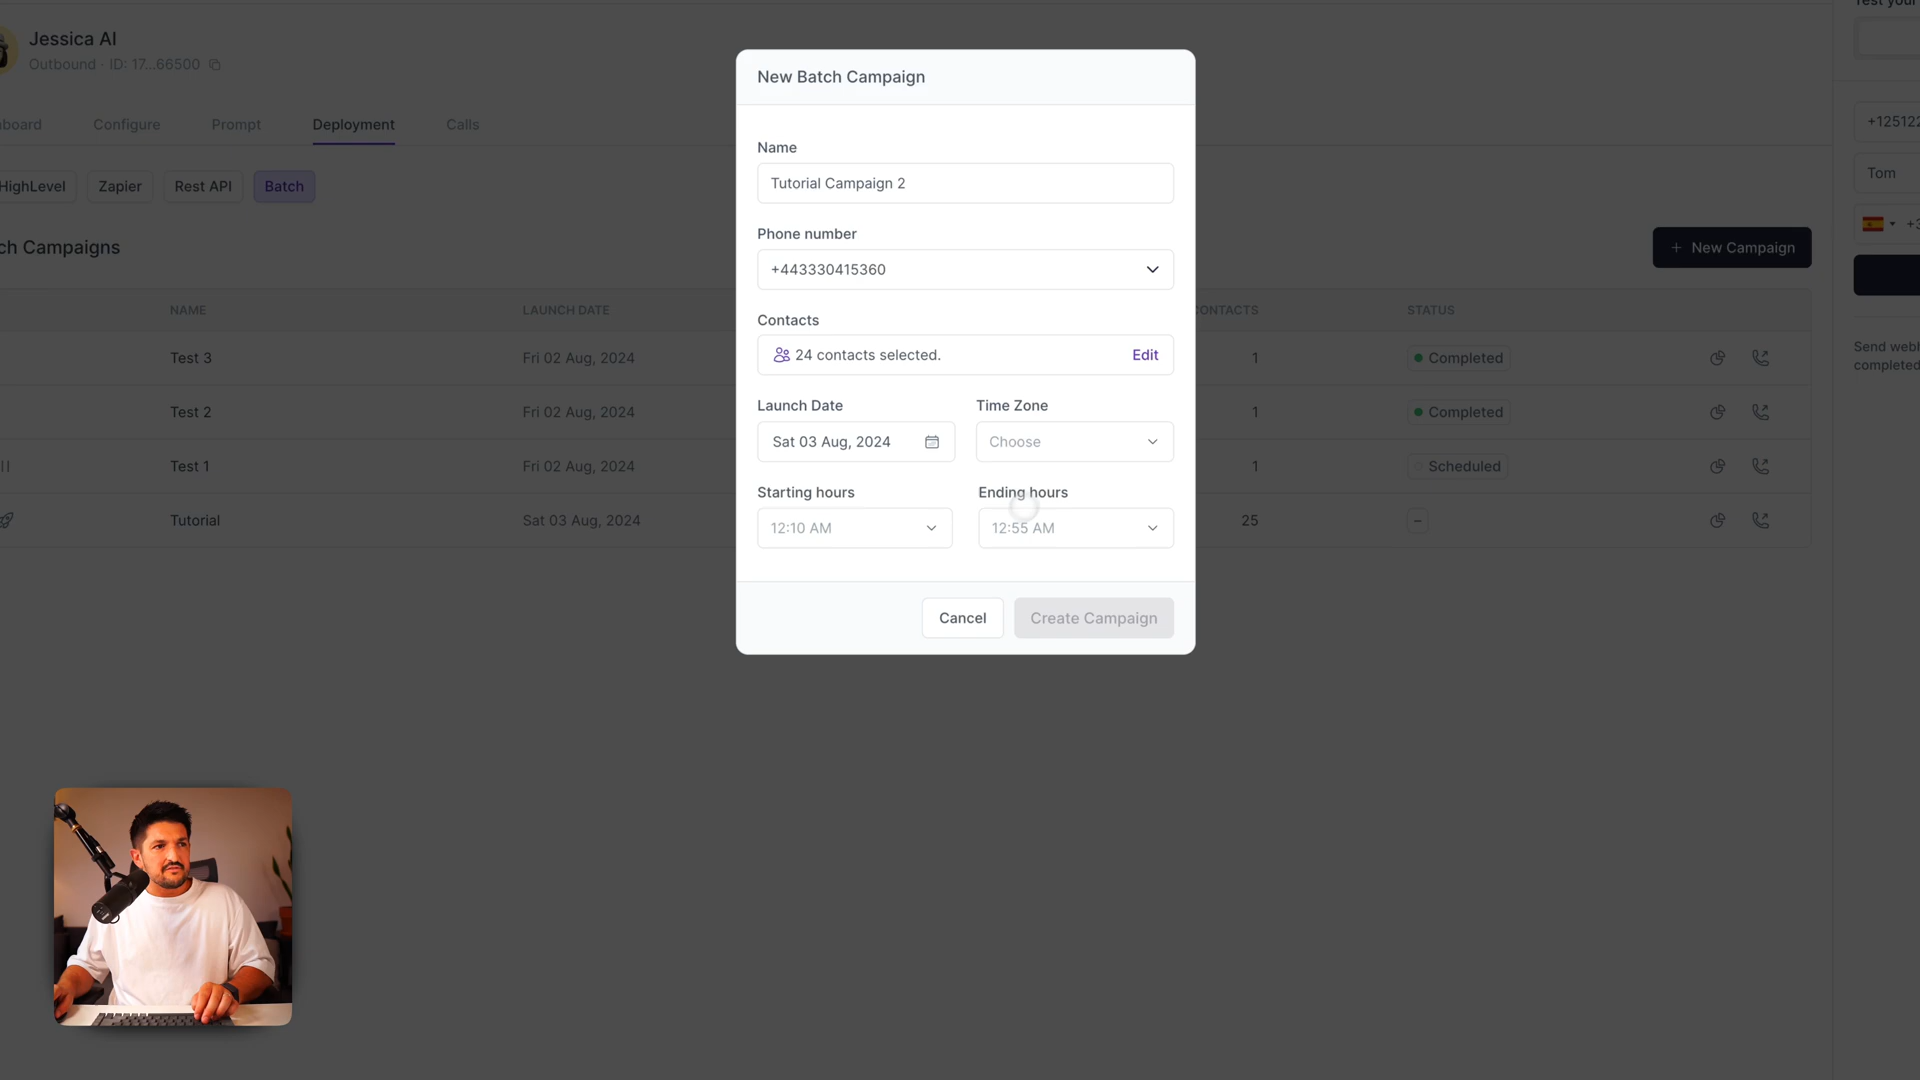 Jessica AI
Outbound · ID: 17...66500
board
Configure
Prompt
Deployment
Calls
HighLevel
Zapier
Rest API
Batch
ch Campaigns
+ New Campaign
NAME
LAUNCH DATE
CONTACTS
STATUS
Test 3
Fri 02 Aug, 2024
1
Completed
Test 2
Fri 02 Aug, 2024
1
Completed
Test 1
Fri 02 Aug, 2024
1
Scheduled
Tutorial
Sat 03 Aug, 2024
25
–
New Batch Campaign
Name
Tutorial Campaign 2
Phone number
+443330415360
Contacts
24 contacts selected.
Edit
Launch Date
Time Zone
Sat 03 Aug, 2024
Choose
Starting hours
Ending hours
12:10 AM
12:55 AM
Cancel
Create Campaign
Test your
+125122
Tom
+3
Send webh
completed